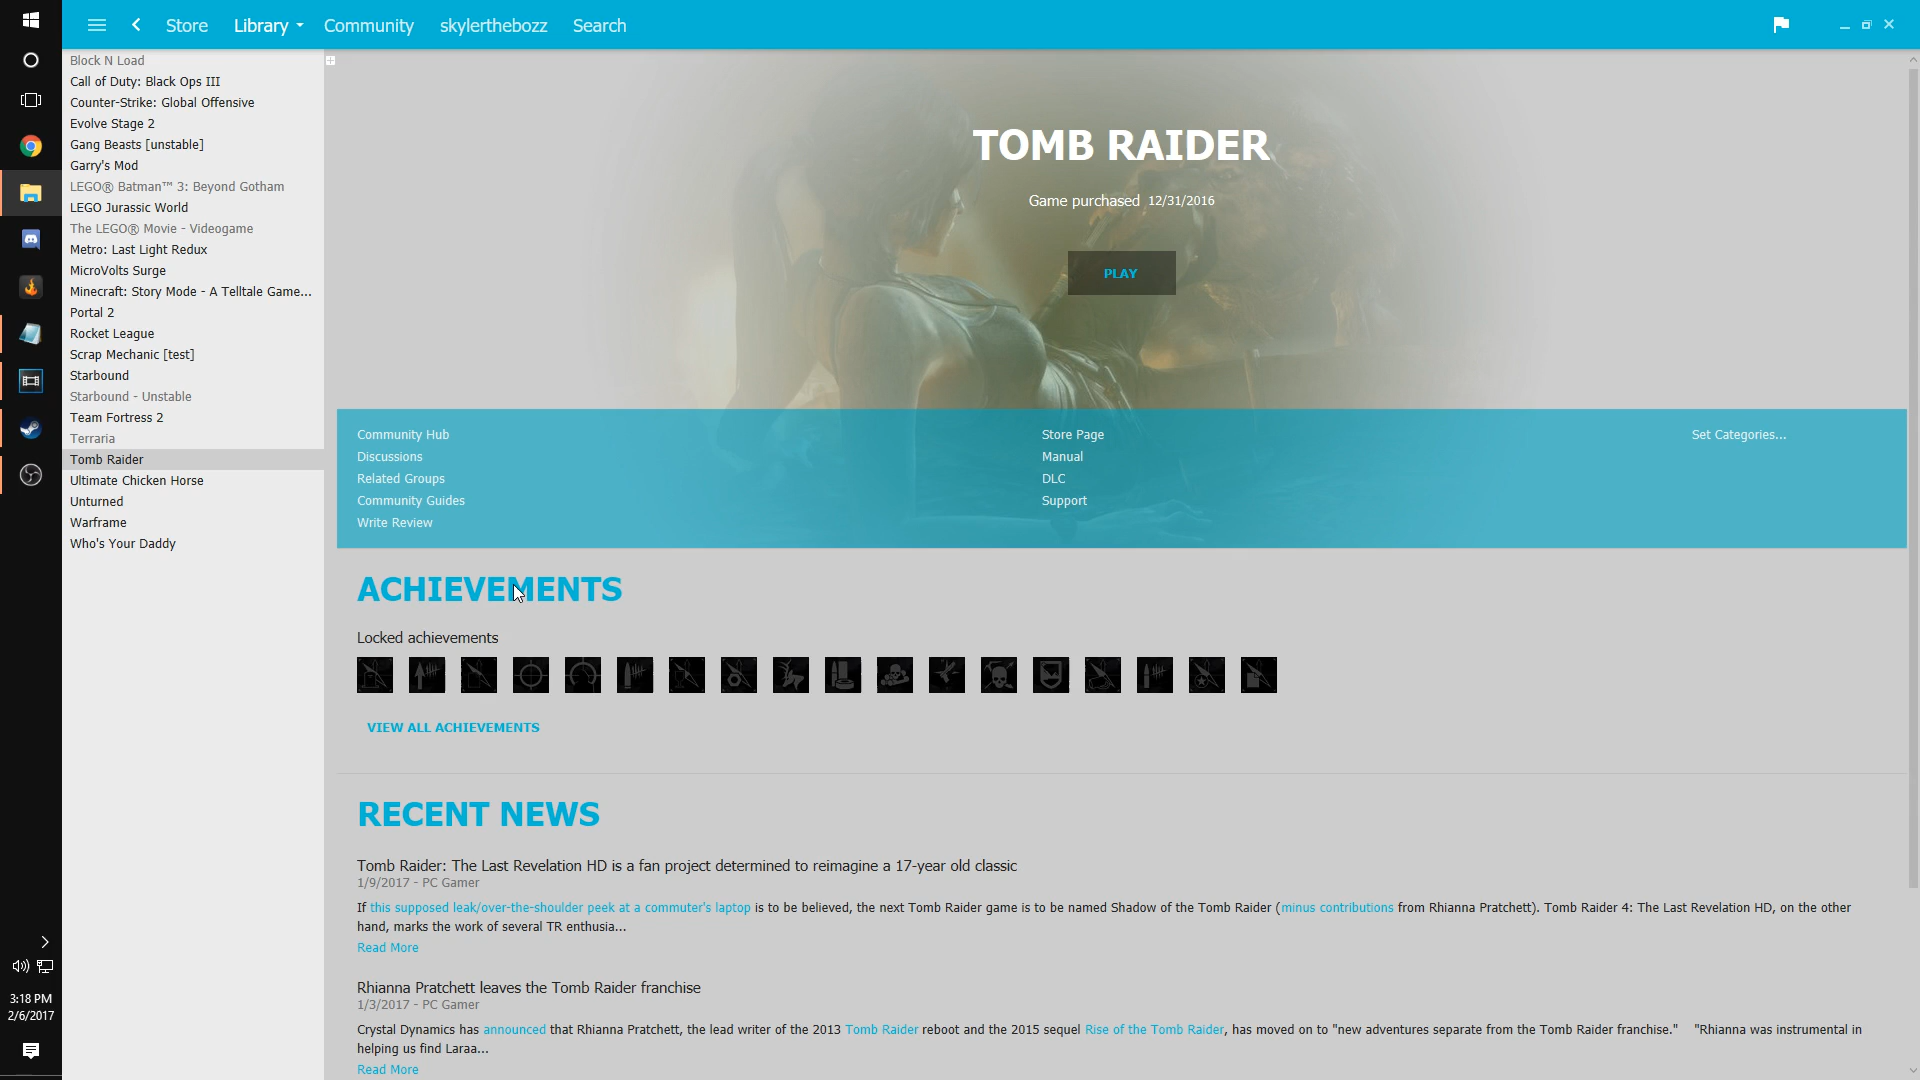 Store
Library
Community
skylerthebozz
Search
Block N Load
Call of Duty: Black Ops III
Counter-Strike: Global Offensive
Evolve Stage 2
Gang Beasts [unstable]
Garry's Mod
LEGO® Batman™ 3: Beyond Gotham
LEGO Jurassic World
The LEGO® Movie - Videogame
Metro: Last Light Redux
MicroVolts Surge
Minecraft: Story Mode - A Telltale Game...
Portal 2
Rocket League
Scrap Mechanic [test]
Starbound
Starbound - Unstable
Team Fortress 2
Terraria
Tomb Raider
Ultimate Chicken Horse
Unturned
Warframe
Who's Your Daddy
3:18 PM
2/6/2017
TOMB RAIDER
Game purchased 12/31/2016
PLAY
Community Hub
Discussions
Related Groups
Community Guides
Write Review
Store Page
Manual
DLC
Support
Set Categories...
ACHIEVEMENTS
Locked achievements
VIEW ALL ACHIEVEMENTS
RECENT NEWS
Tomb Raider: The Last Revelation HD is a fan project determined to reimagine a 17-year old classic
1/9/2017 - PC Gamer
If this supposed leak/over-the-shoulder peek at a commuter's laptop is to be believed, the next Tomb Raider game is to be named Shadow of the Tomb Raider (minus contributions from Rhianna Pratchett). Tomb Raider 4: The Last Revelation HD, on the other
hand, marks the work of several TR enthusia...
Read More
Rhianna Pratchett leaves the Tomb Raider franchise
1/3/2017 - PC Gamer
Crystal Dynamics has announced that Rhianna Pratchett, the lead writer of the 2013 Tomb Raider reboot and the 2015 sequel Rise of the Tomb Raider, has moved on to "new adventures separate from the Tomb Raider franchise." "Rhianna was instrumental in
helping us find Laraa...
Read More